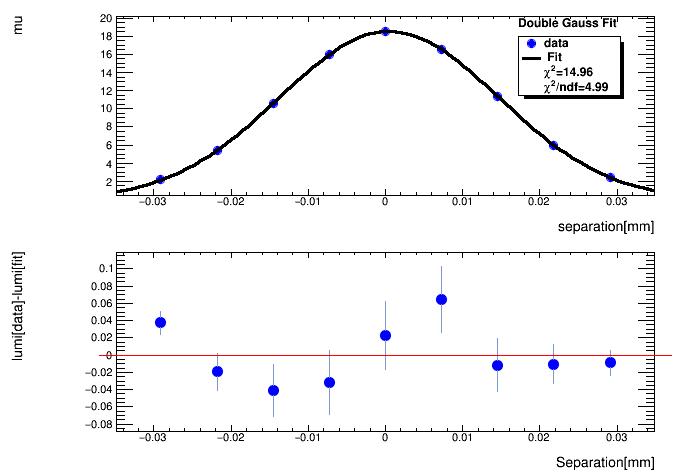 mu
Double Gauss Fit
data
Fit
χ²=14.96
χ²/ndf=4.99
20
18
16
14
12
10
8
6
4
2
−0.03 −0.02 −0.01 0 0.01 0.02 0.03
separation[mm]
lumi[data]-lumi[fit]
0.1
0.08
0.06
0.04
0.02
0
−0.02
−0.04
−0.06
−0.08
−0.03 −0.02 −0.01 0 0.01 0.02 0.03
Separation[mm]